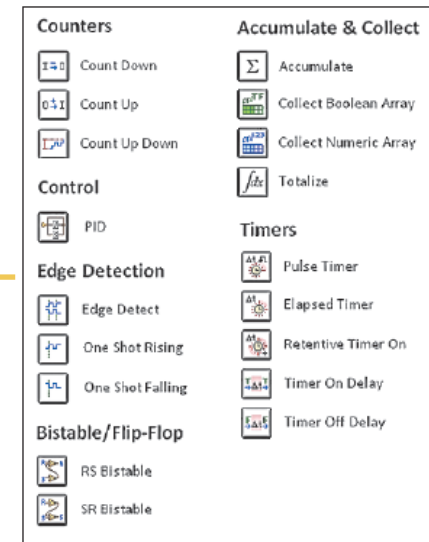 Counters
Count Down
Count Up
Count Up Down
Control
PID
Edge Detection
Edge Detect
One Shot Rising
One Shot Falling
Bistable/Flip-Flop
RS Bistable
SR Bistable
Accumulate & Collect
Σ Accumulate
Collect Boolean Array
Collect Numeric Array
∫dx Totalize
Timers
Pulse Timer
Elapsed Timer
Retentive Timer On
Timer On Delay
Timer Off Delay